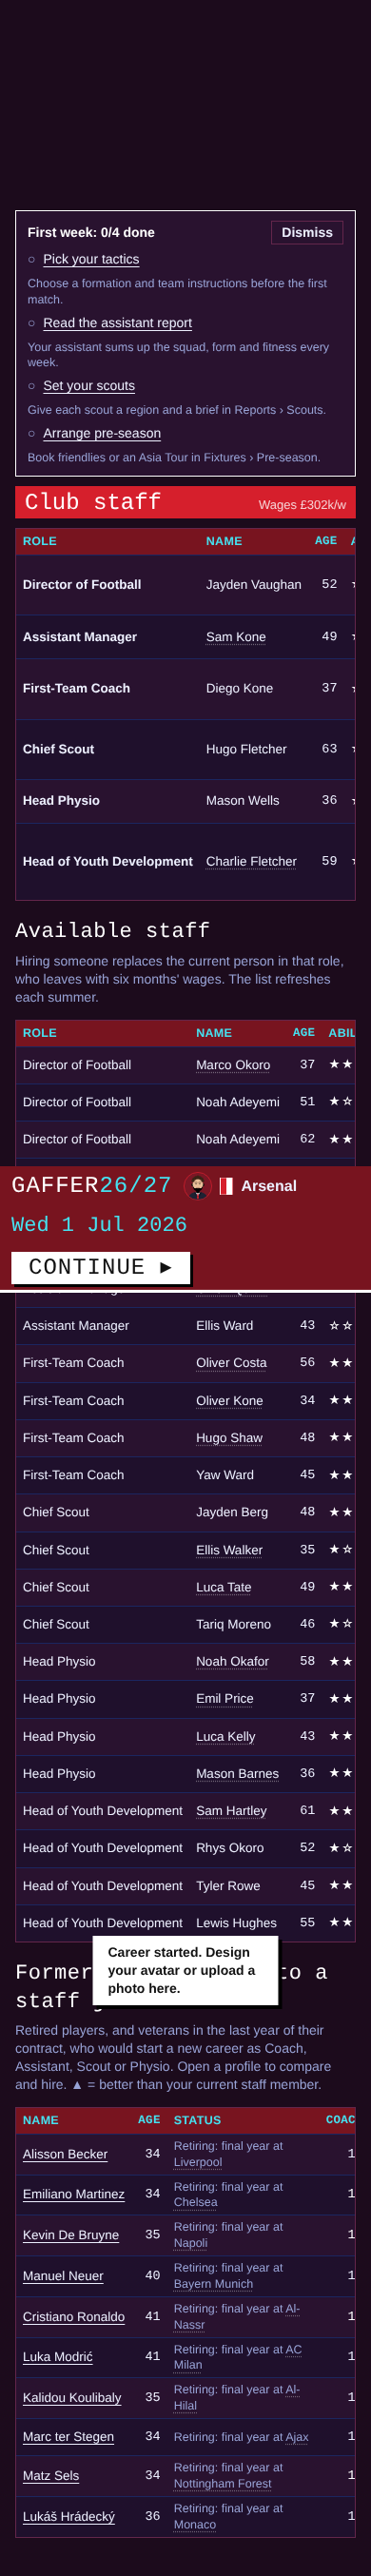 First week: 0/4 done Dismiss
○ Pick your tactics
Choose a formation and team instructions before the first
match.
○ Read the assistant report
Your assistant sums up the squad, form and fitness every
week.
○ Set your scouts
Give each scout a region and a brief in Reports › Scouts.
○ Arrange pre-season
Book friendlies or an Asia Tour in Fixtures › Pre-season.
Club staff Wages £302k/w
ROLE NAME AGE
Director of Football Jayden Vaughan 52
Assistant Manager Sam Kone 49
First-Team Coach Diego Kone 37
Chief Scout Hugo Fletcher 63
Head Physio Mason Wells 36
Head of Youth Development Charlie Fletcher 59
Available staff
Hiring someone replaces the current person in that role,
who leaves with six months' wages. The list refreshes
each summer.
ROLE NAME AGE ABIL
Director of Football Marco Okoro 37 ★★
Director of Football Noah Adeyemi 51 ★☆
Director of Football Noah Adeyemi 62 ★★
GAFFER26/27 Arsenal
Wed 1 Jul 2026
CONTINUE ►
Assistant Manager Ellis Ward 43 ☆☆
First-Team Coach Oliver Costa 56 ★★
First-Team Coach Oliver Kone 34 ★★
First-Team Coach Hugo Shaw 48 ★★
First-Team Coach Yaw Ward 45 ★★
Chief Scout Jayden Berg 48 ★★
Chief Scout Ellis Walker 35 ★☆
Chief Scout Luca Tate 49 ★★
Chief Scout Tariq Moreno 46 ★☆
Head Physio Noah Okafor 58 ★★
Head Physio Emil Price 37 ★★
Head Physio Luca Kelly 43 ★★
Head Physio Mason Barnes 36 ★★
Head of Youth Development Sam Hartley 61 ★★
Head of Youth Development Rhys Okoro 52 ★☆
Head of Youth Development Tyler Rowe 45 ★★
Head of Youth Development Lewis Hughes 55 ★★
Career started. Design
your avatar or upload a
photo here.
Former to a
staff
Retired players, and veterans in the last year of their
contract, who would start a new career as Coach,
Assistant, Scout or Physio. Open a profile to compare
and hire. ▲ = better than your current staff member.
NAME AGE STATUS COAC
Alisson Becker 34 Retiring: final year at Liverpool 1
Emiliano Martinez 34 Retiring: final year at Chelsea 1
Kevin De Bruyne 35 Retiring: final year at Napoli 1
Manuel Neuer 40 Retiring: final year at Bayern Munich 1
Cristiano Ronaldo 41 Retiring: final year at Al-Nassr 1
Luka Modrić 41 Retiring: final year at AC Milan 1
Kalidou Koulibaly 35 Retiring: final year at Al-Hilal 1
Marc ter Stegen 34 Retiring: final year at Ajax 1
Matz Sels 34 Retiring: final year at Nottingham Forest 1
Lukáš Hrádecký 36 Retiring: final year at Monaco 1